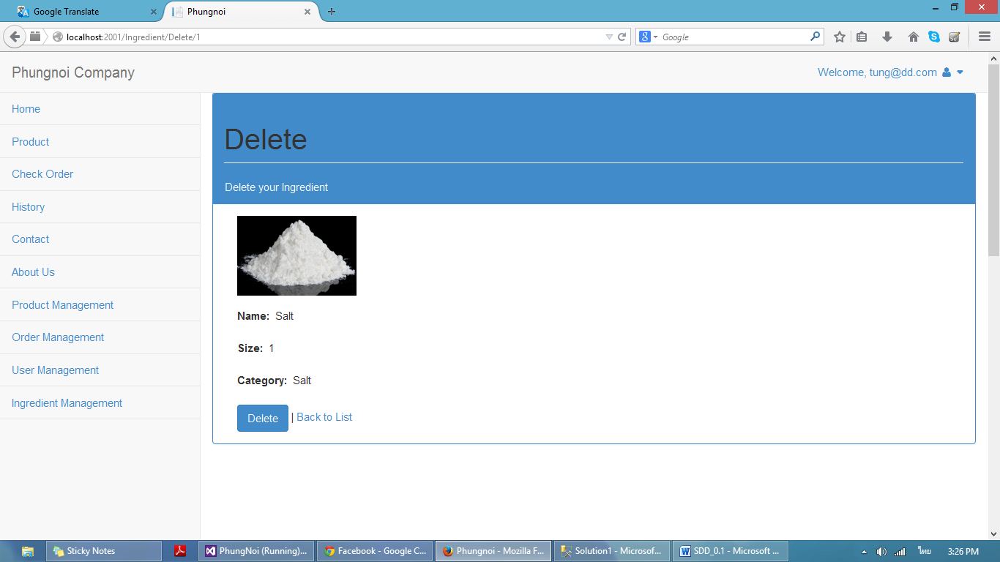 Google Translate
Phungnoi
localhost:2001/Ingredient/Delete/1
Google
Phungnoi Company
Welcome, tung@dd.com
Home
Product
Check Order
History
Contact
About Us
Product Management
Order Management
User Management
Ingredient Management
Delete
Delete your Ingredient
Name: Salt
Size: 1
Category: Salt
Delete | Back to List
Sticky Notes
PhungNoi (Running)...
Facebook - Google C...
Phungnoi - Mozilla F...
Solution1 - Microsof...
SDD_0.1 - Microsoft ...
ไทย
3:26 PM